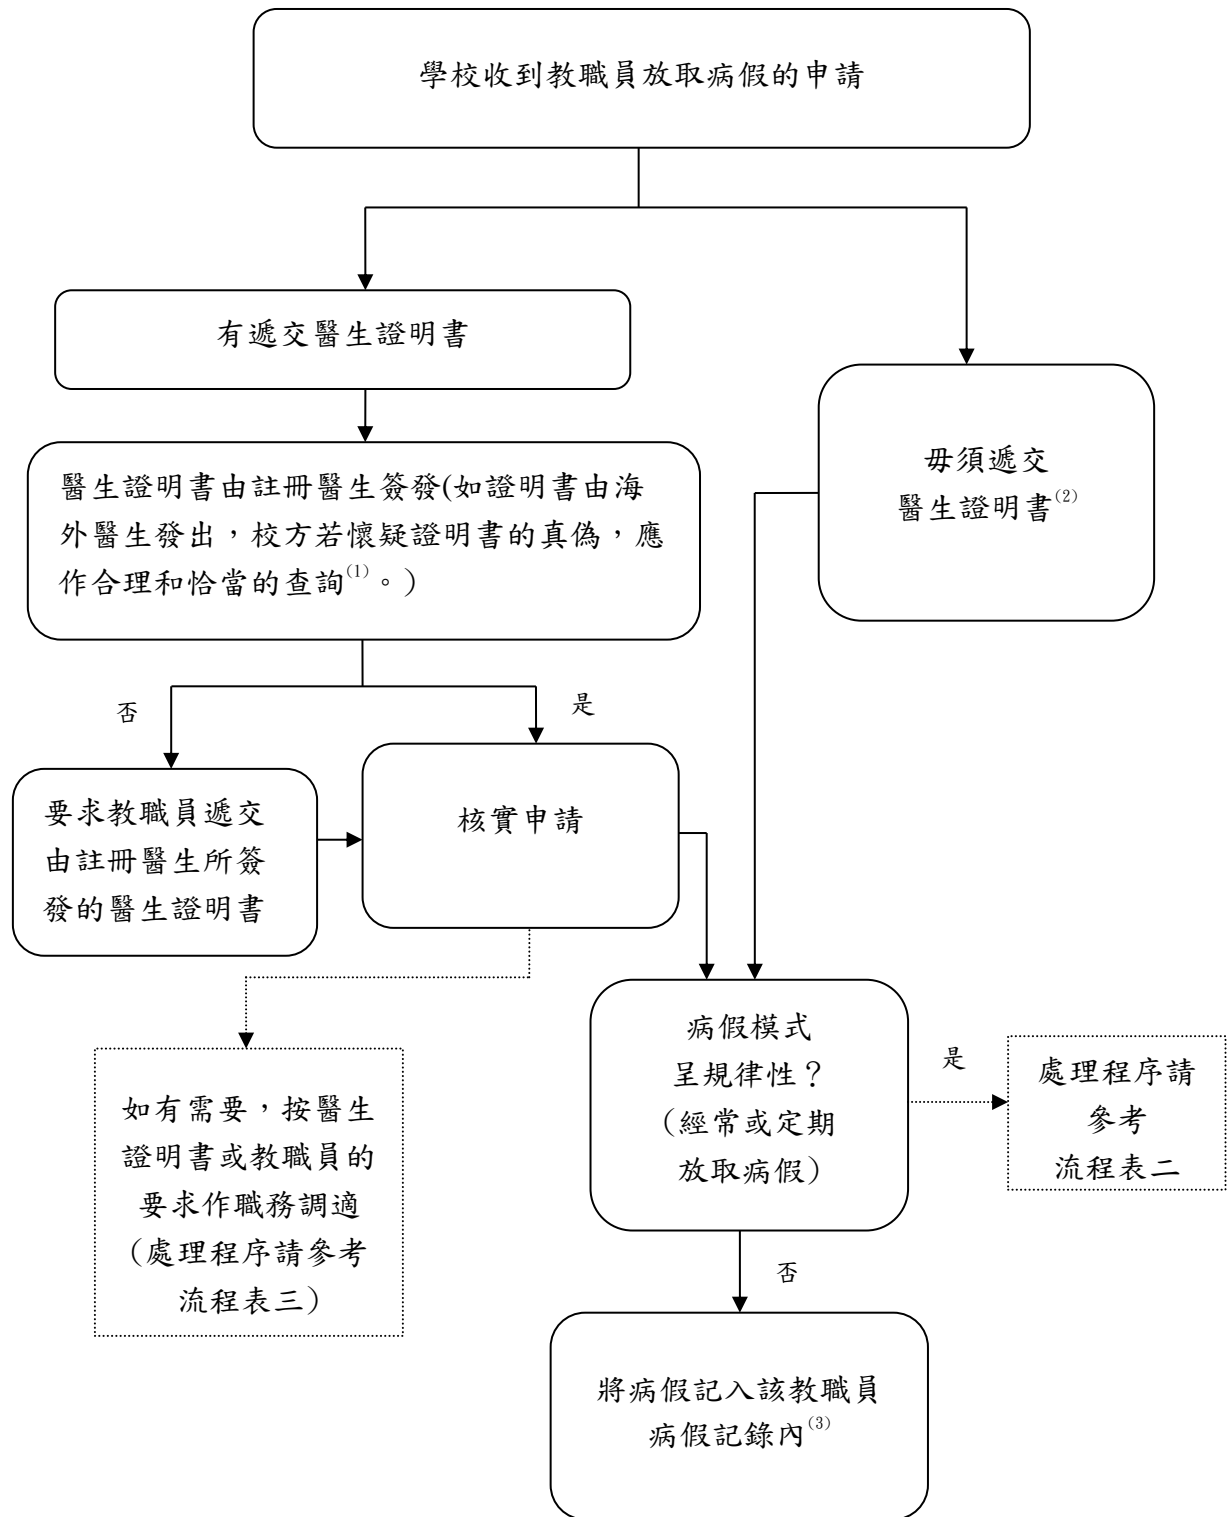 學校收到教職員放取病假的申請
有遞交醫生證明書
毋須遞交
醫生證明書(2)
醫生證明書由註冊醫生簽發(如證明書由海
外醫生發出，校方若懷疑證明書的真偽，應
作合理和恰當的查詢(1)。)
否
是
要求教職員遞交
由註冊醫生所簽
發的醫生證明書
核實申請
病假模式
呈規律性？
(經常或定期
放取病假)
是
處理程序請
參考
流程表二
如有需要，按醫生
證明書或教職員的
要求作職務調適
(處理程序請參考
流程表三)
否
將病假記入該教職員
病假記錄內(3)